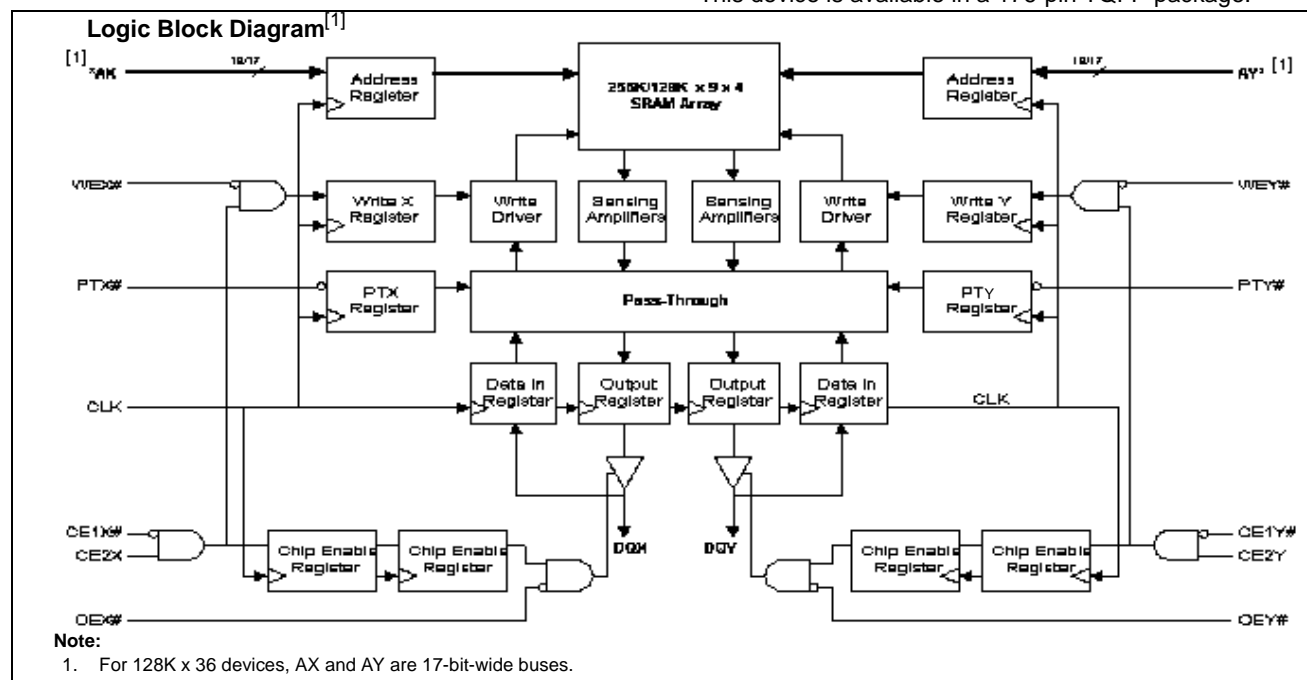 This device is available in a 176-pin TQFP package.
Logic Block Diagram[1]
[1] *AX
18/17
Address Register
256K/128K x 9 x 4
SRAM Array
Address Register
18/17
AY* [1]
WEX#
Write X Register
Write Driver
Sensing Amplifiers
Sensing Amplifiers
Write Driver
Write Y Register
WEY#
PTX#
PTX Register
Pass-Through
PTY Register
PTY#
CLK
Data In Register
Output Register
Output Register
Data In Register
CLK
CE1X#
CE2X
Chip Enable Register
Chip Enable Register
DQX
DQY
Chip Enable Register
Chip Enable Register
CE1Y#
CE2Y
OEX#
OEY#
Note:
1. For 128K x 36 devices, AX and AY are 17-bit-wide buses.